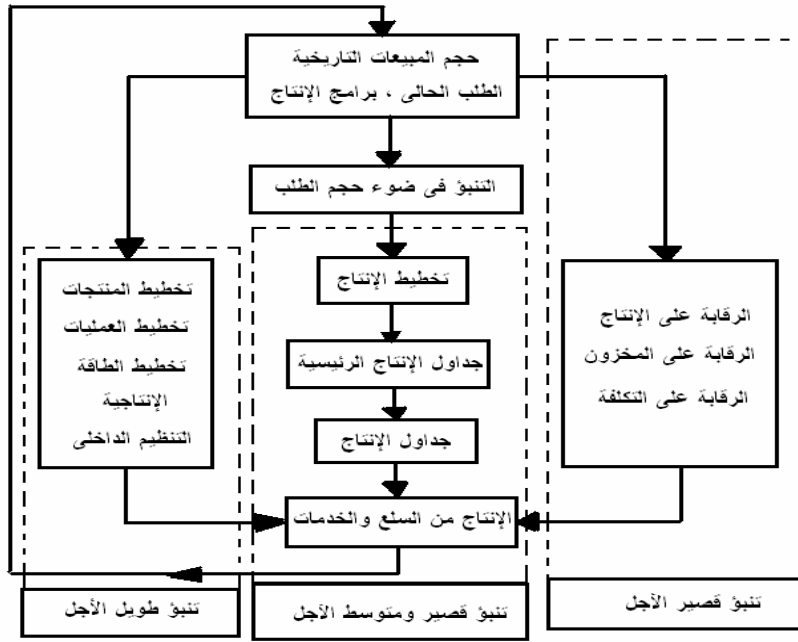 حجم المبيعات التاريخية
الطلب الحالى ، برامج الإنتاج
التنبؤ فى ضوء حجم الطلب
تخطيط الإنتاج
جداول الإنتاج الرئيسية
جداول الإنتاج
الإنتاج من السلع والخدمات
الرقابة على الإنتاج
الرقابة على المخزون
الرقابة على التكلفة
تخطيط المنتجات
تخطيط العمليات
تخطيط الطاقة
الإنتاجية
التنظيم الداخلى
تنبؤ قصير الأجل
تنبؤ قصير ومتوسط الأجل
تنبؤ طويل الأجل